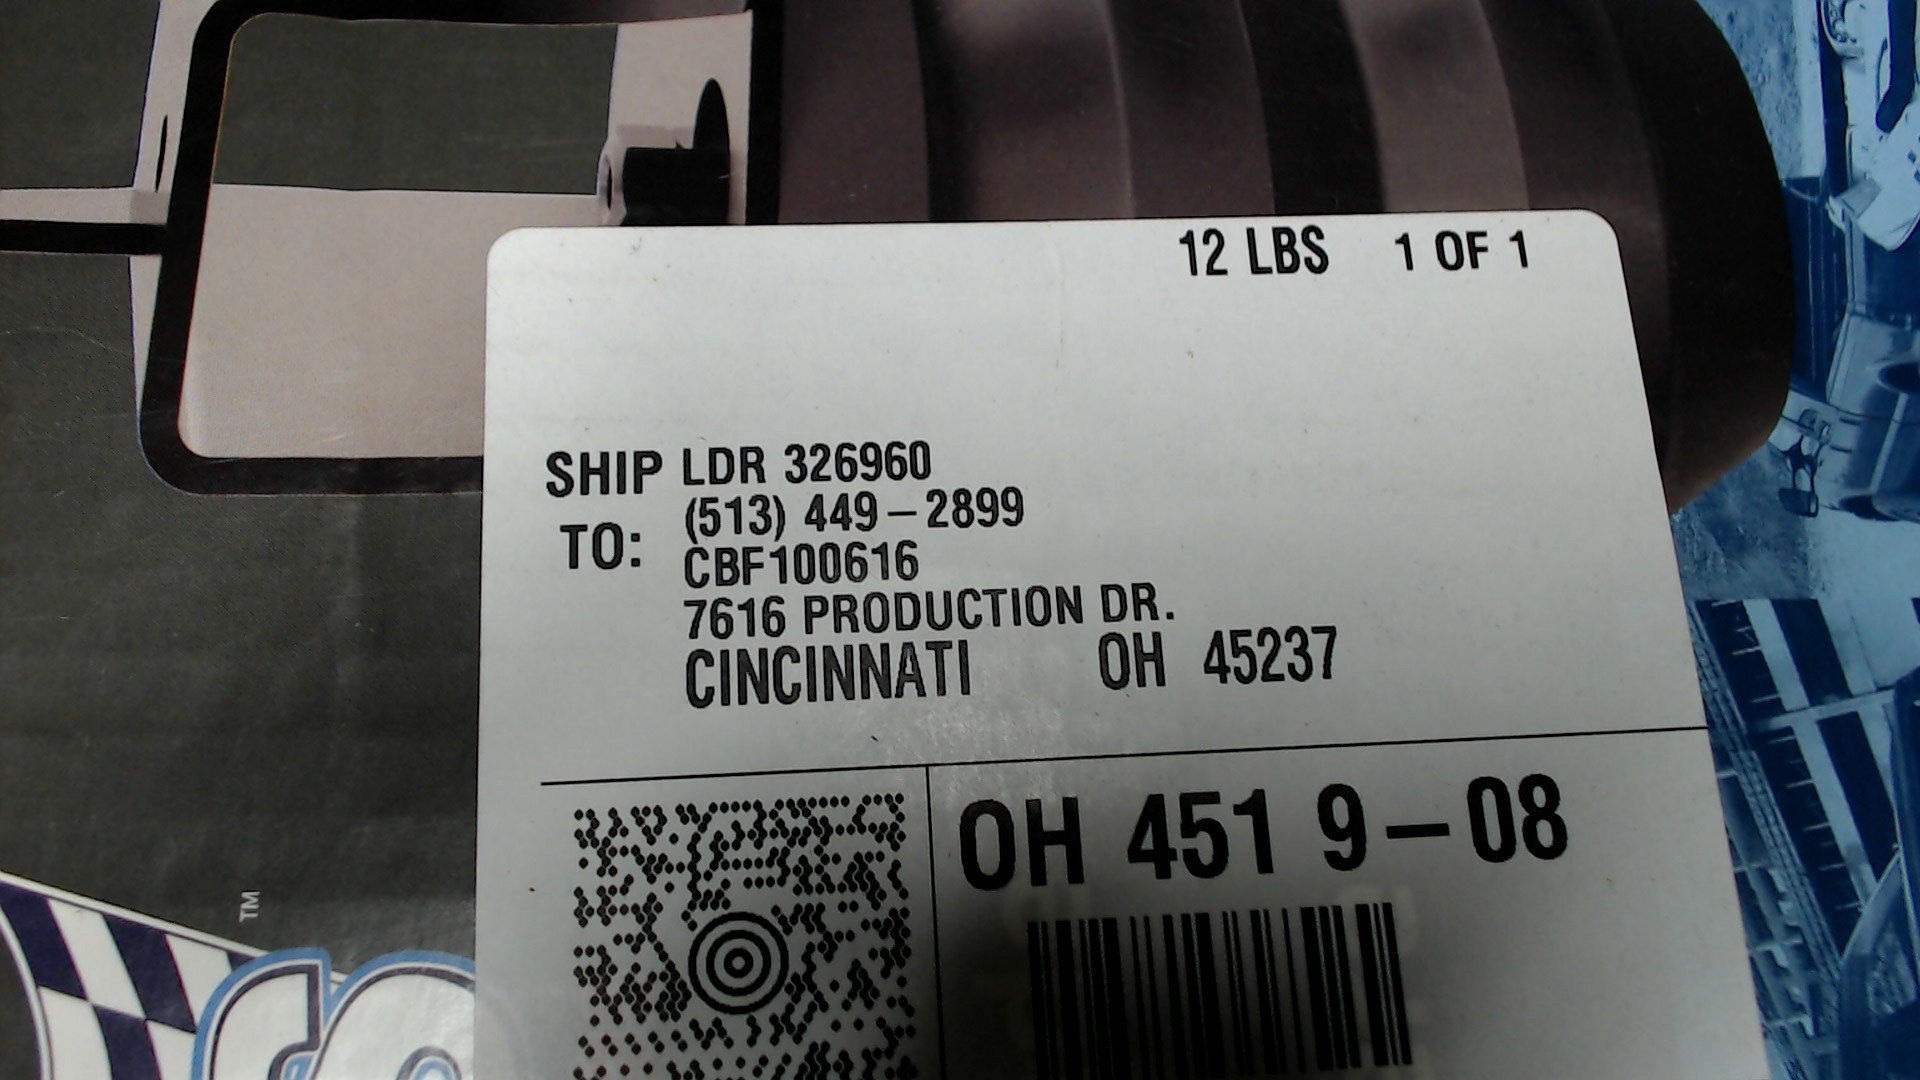 12 LBS 1 OF 1
SHIP TO:
LDR 326960
(513) 449-2899
CBF100616
7616 PRODUCTION DR.
CINCINNATI OH 45237
OH 451 9-08
TM